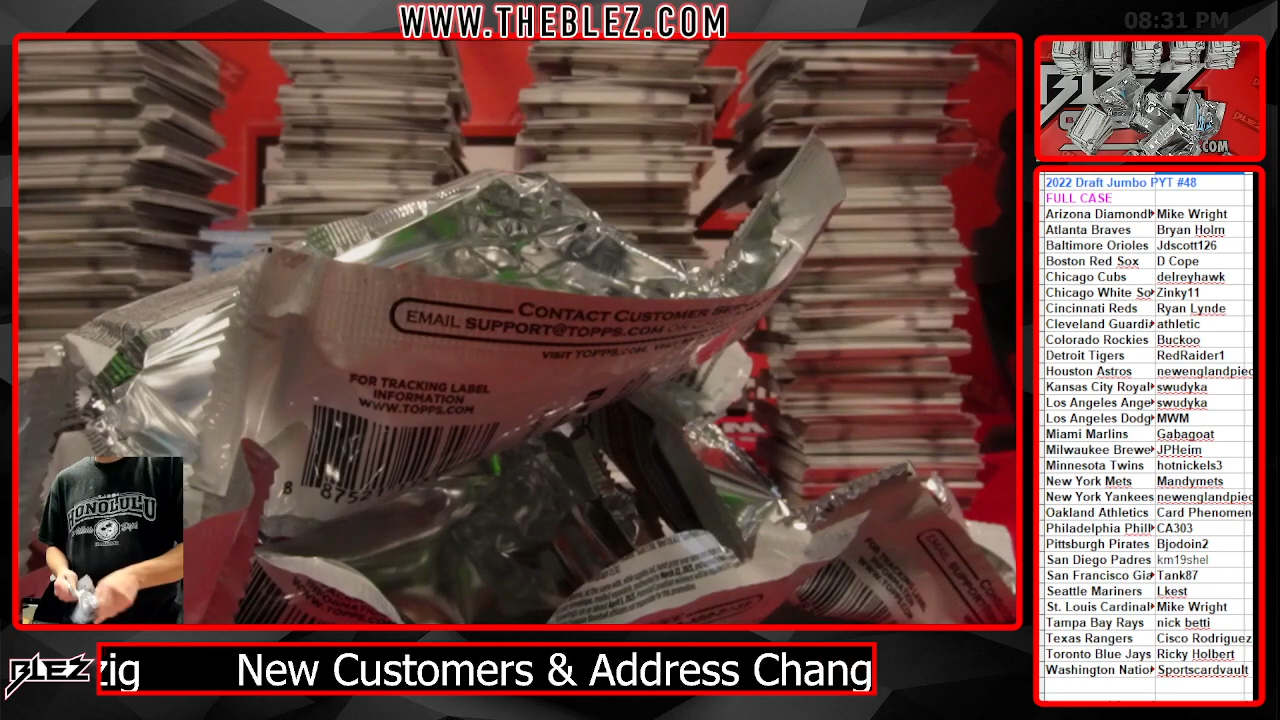 WWW.THEBLEZ.COM
08:31 PM
CONTACT CUSTOMER
EMAIL SUPPORT@TOPPS.COM OR
VISIT TOPPS.COM.
FOR TRACKING LABEL
INFORMATION
WWW.TOPPS.COM
8
HONOLULU
BLEZ
.COM
2022 Draft Jumbo PYT #48
FULL CASE
Arizona Diamond Mike Wright
Atlanta Braves Bryan Holm
Baltimore Orioles Jdscott126
Boston Red Sox D Cope
Chicago Cubs delreyhawk
Chicago White So Zinky11
Cincinnati Reds Ryan Lynde
Cleveland Guardi athletic
Colorado Rockies Buckoo
Detroit Tigers RedRaider1
Houston Astros newenglandpiec
Kansas City Royal swudyka
Los Angeles Ange swudyka
Los Angeles Dodg MWM
Miami Marlins Gabagoat
Milwaukee Brewe JPHeim
Minnesota Twins hotnickels3
New York Mets Mandymets
New York Yankees newenglandpiec
Oakland Athletics Card Phenomen
Philadelphia Phill CA303
Pittsburgh Pirates Bjodoin2
San Diego Padres km19shel
San Francisco Gia Tank87
Seattle Mariners Lkest
St. Louis Cardinal Mike Wright
Tampa Bay Rays nick betti
Texas Rangers Cisco Rodriguez
Toronto Blue Jays Ricky Holbert
Washington Natio Sportscardvault
BLEZ
zig New Customers & Address Chang